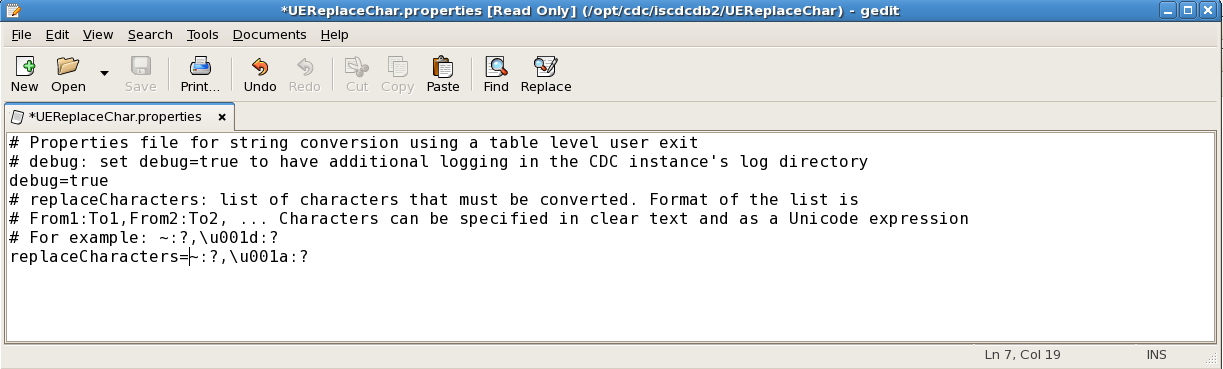 *UEReplaceChar.properties [Read Only] (/opt/cdc/iscdcdb2/UEReplaceChar) - gedit
File Edit View Search Tools Documents Help
New Open Save Print... Undo Redo Cut Copy Paste Find Replace
*UEReplaceChar.properties
# Properties file for string conversion using a table level user exit
# debug: set debug=true to have additional logging in the CDC instance's log directory
debug=true
# replaceCharacters: list of characters that must be converted. Format of the list is
# From1:To1,From2:To2, ... Characters can be specified in clear text and as a Unicode expression
# For example: ~:?,\u001d:?
replaceCharacters=~:?,\u001a:?
Ln 7, Col 19 INS